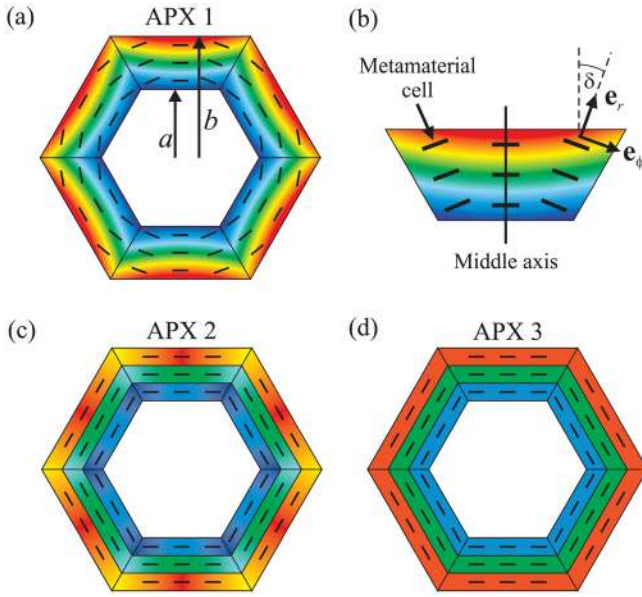 (a) APX 1
a
b
(b)
Metamaterial
cell
δ
e_r
e_ϕ
Middle axis
(c) APX 2
(d) APX 3